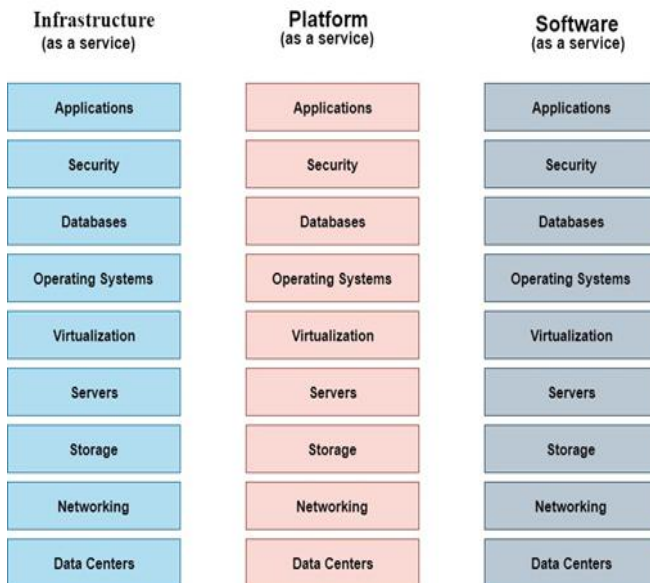 Infrastructure
(as a service)
Applications
Security
Databases
Operating Systems
Virtualization
Servers
Storage
Networking
Data Centers
Platform
(as a service)
Applications
Security
Databases
Operating Systems
Virtualization
Servers
Storage
Networking
Data Centers
Software
(as a service)
Applications
Security
Databases
Operating Systems
Virtualization
Servers
Storage
Networking
Data Centers